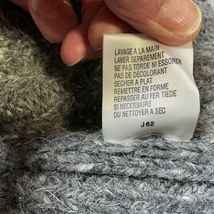 LAVAGE A LA MAIN
LAVER SEPAREMENT
NE PAS TORDE NI ESSORER
PAS DE DECOLORANT
SECHER A PLAT
REMETTRE EN FORME
REPASSER AU FER TIEDE
SI NECESSAIRE
OU NETTOYER A SEC
J 62